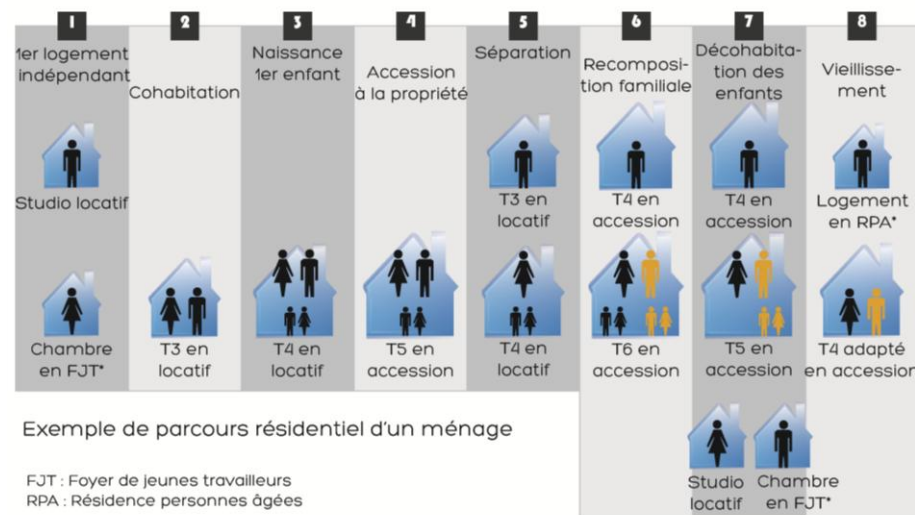 1
1er logement
indépendant
Studio locatif
Chambre
en FJT*
2
Cohabitation
T3 en
locatif
3
Naissance
1er enfant
T4 en
locatif
4
Accession
à la propriété
T5 en
accession
5
Séparation
T3 en
locatif
T4 en
locatif
6
Recomposi-
tion familiale
T4 en
accession
T6 en
accession
7
Décohabita-
tion des
enfants
T4 en
accession
T5 en
accession
Studio
locatif
Chambre
en FJT*
8
Vieillisse-
ment
Logement
en RPA*
T4 adapté
en accession
Exemple de parcours résidentiel d'un ménage
FJT : Foyer de jeunes travailleurs
RPA : Résidence personnes âgées